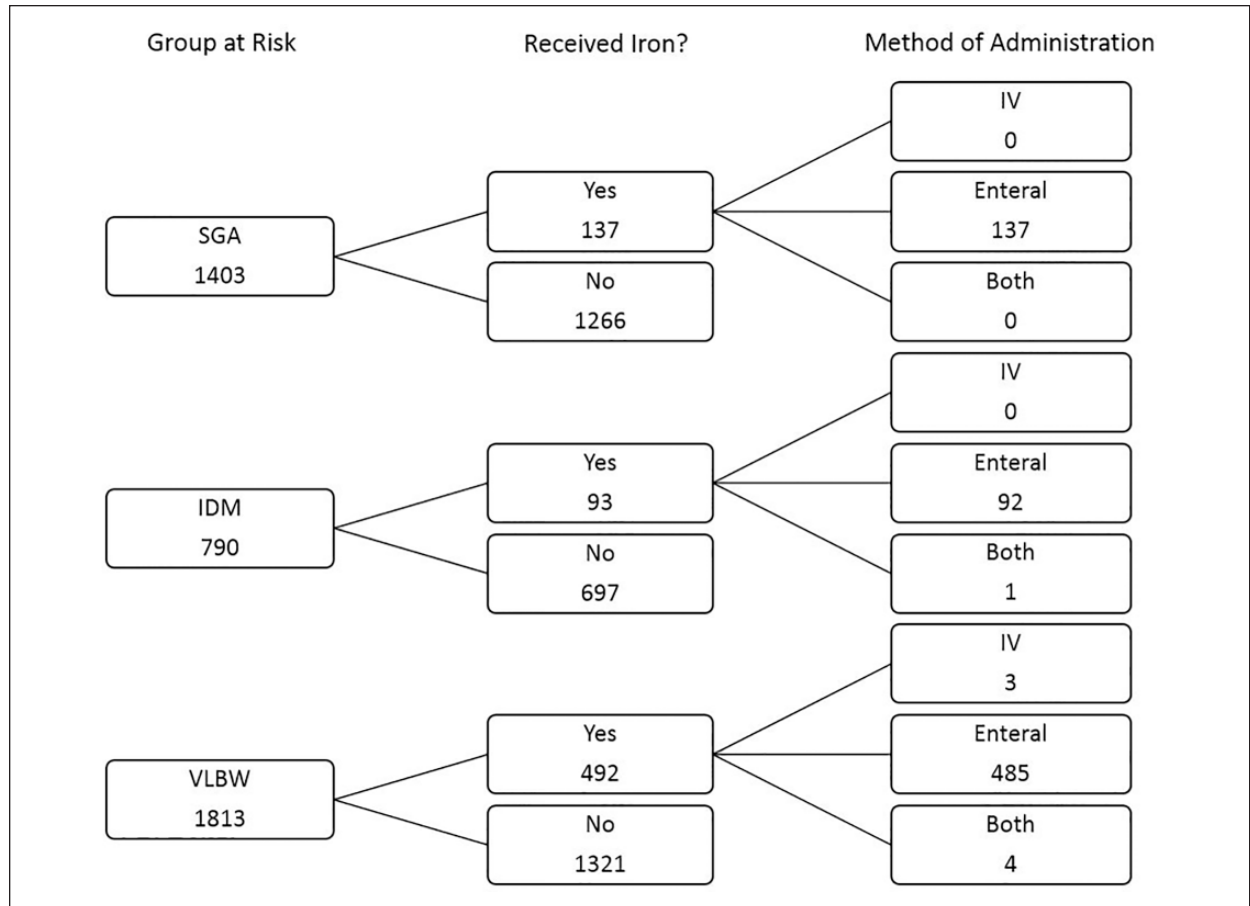 Group at Risk
Received Iron?
Method of Administration
SGA
1403
Yes
137
No
1266
IV
0
Enteral
137
Both
0
IDM
790
Yes
93
No
697
IV
0
Enteral
92
Both
1
VLBW
1813
Yes
492
No
1321
IV
3
Enteral
485
Both
4